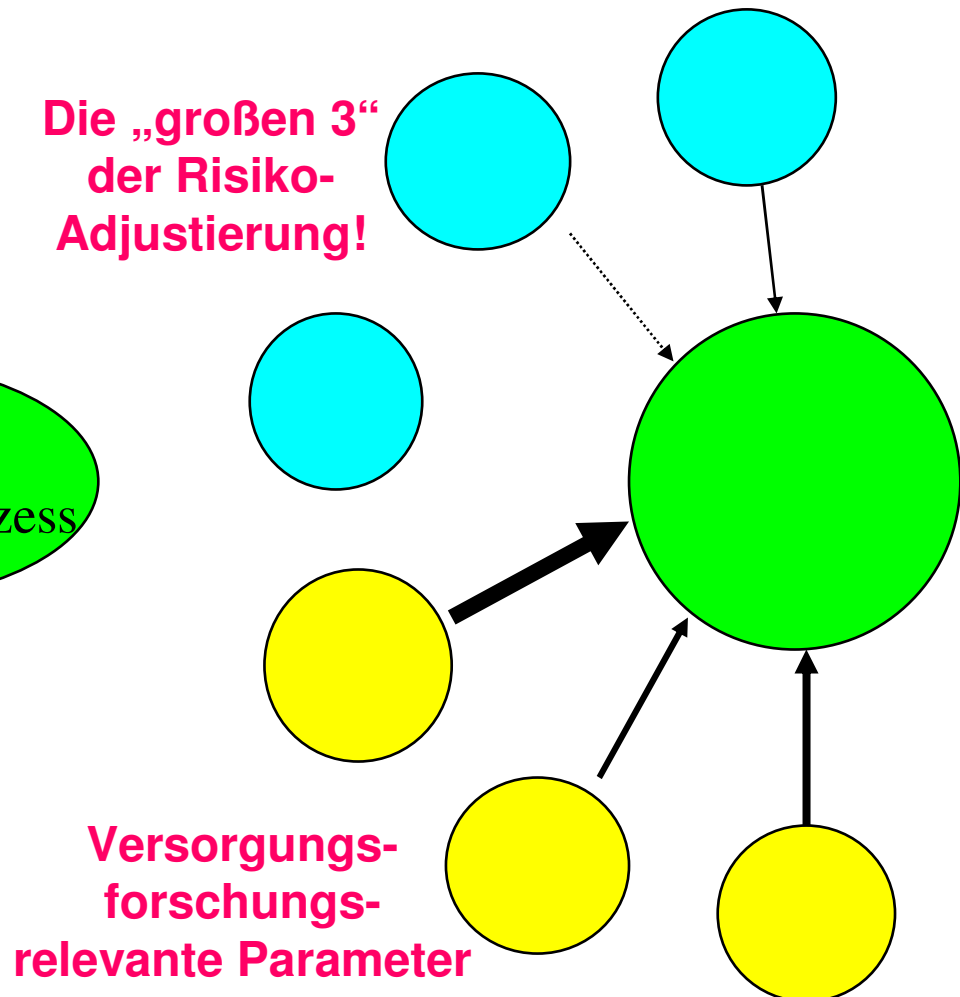 Die „großen 3“
der Risiko-
Adjustierung!
zess
Versorgungs-
forschungs-
relevante Parameter